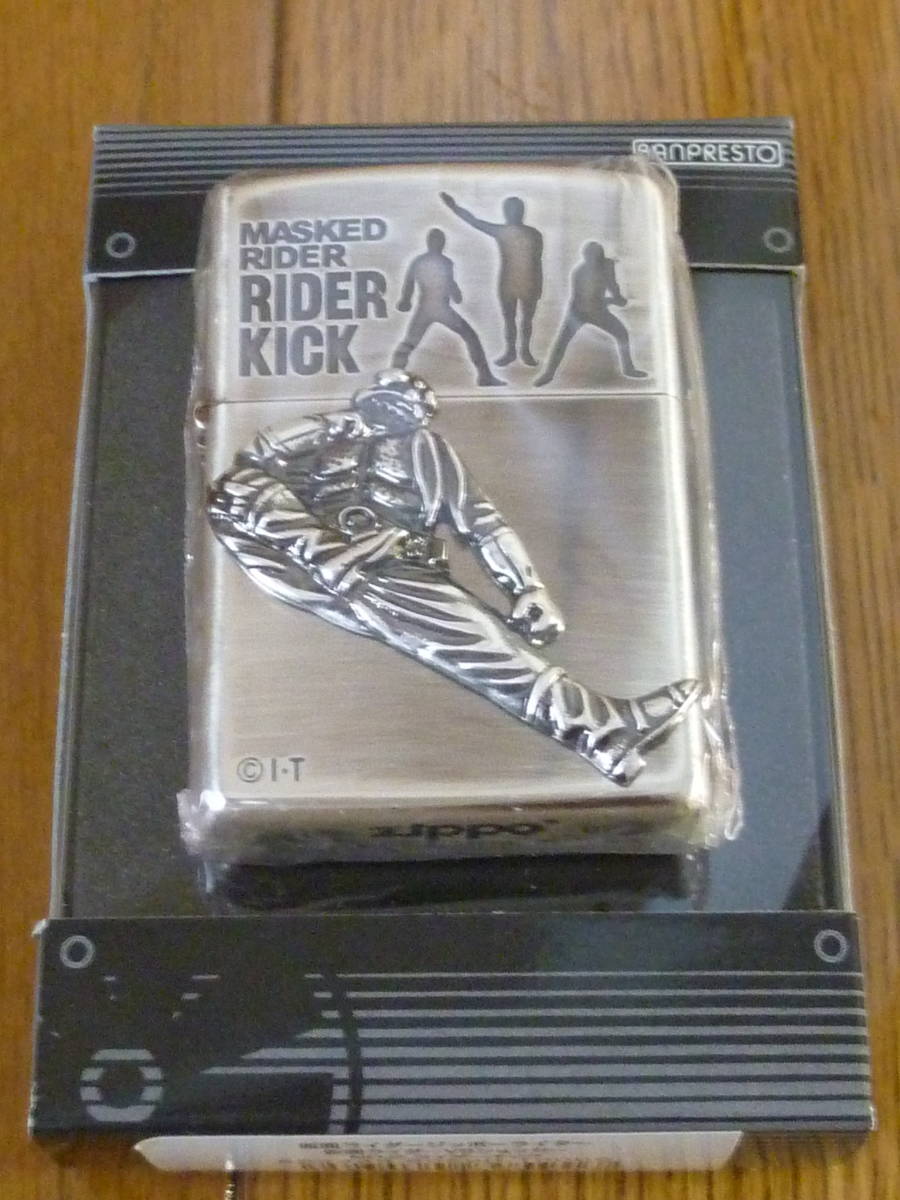 BANPRESTO
MASKED
RIDER
RIDER
KICK
© I·T
zippo